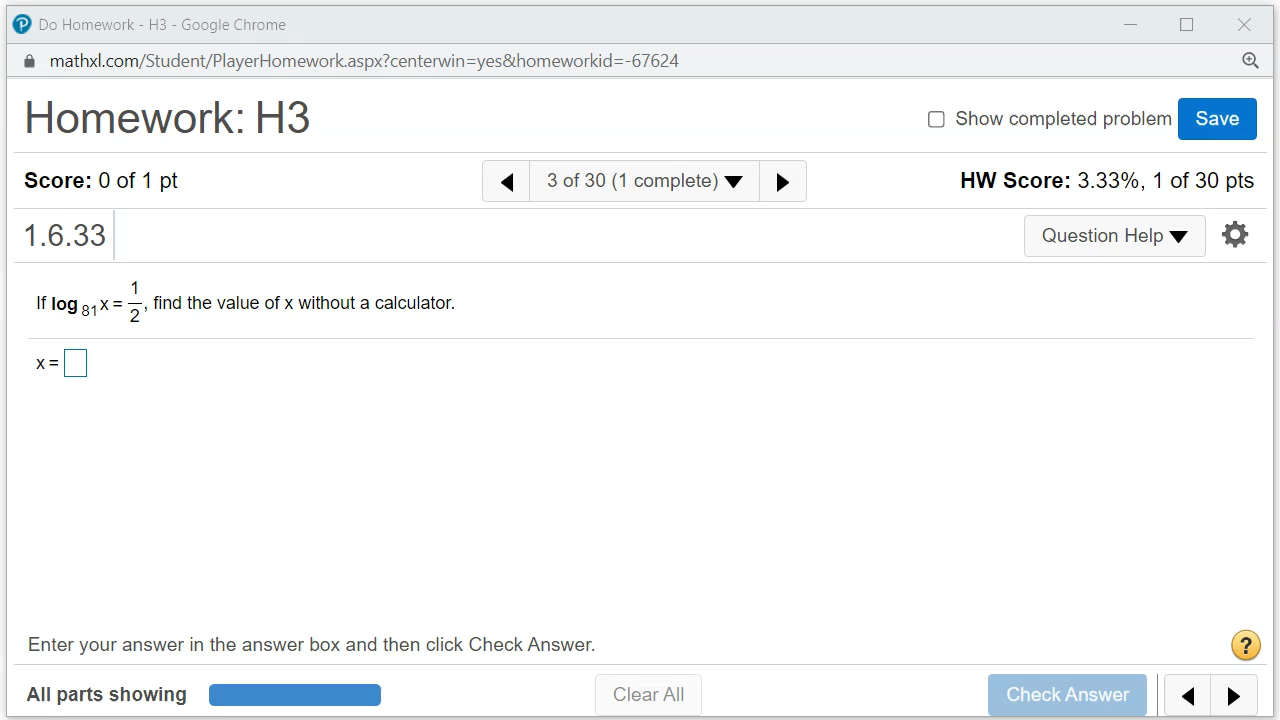 Do Homework - H3 - Google Chrome
mathxl.com/Student/PlayerHomework.aspx?centerwin=yes&homeworkid=-67624
Homework: H3
Show completed problem
Save
Score: 0 of 1 pt
3 of 30 (1 complete)
HW Score: 3.33%, 1 of 30 pts
1.6.33
Question Help
If log₈₁x = 1/2, find the value of x without a calculator.
x =
Enter your answer in the answer box and then click Check Answer.
?
All parts showing
Clear All
Check Answer